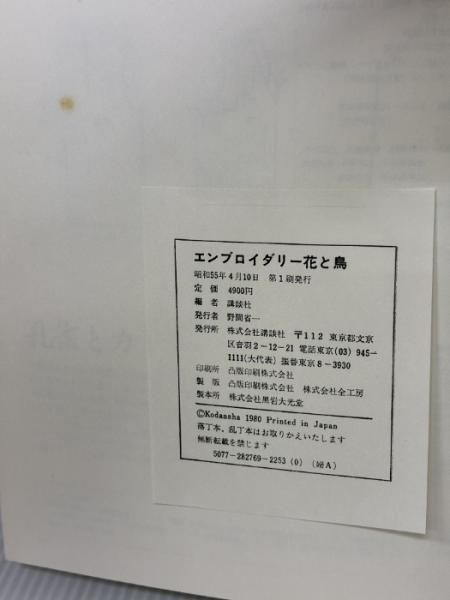 エンブロイダリー花と鳥
昭和55年4月10日 第1刷発行
定 価 4900円
編 者 講談社
発行者 野間省一
発行所 株式会社講談社 〒112 東京都文京
区音羽2-12-21 電話東京(03) 945-
1111(大代表) 振替東京8-3930
印刷所 凸版印刷株式会社
製 版 凸版印刷株式会社 株式会社全工房
製本所 株式会社黒岩大光堂
©Kodansha 1980 Printed in Japan
落丁本、乱丁本はお取りかえいたします
無断転載を禁じます
5077-282769-2253 (0) (婦A)